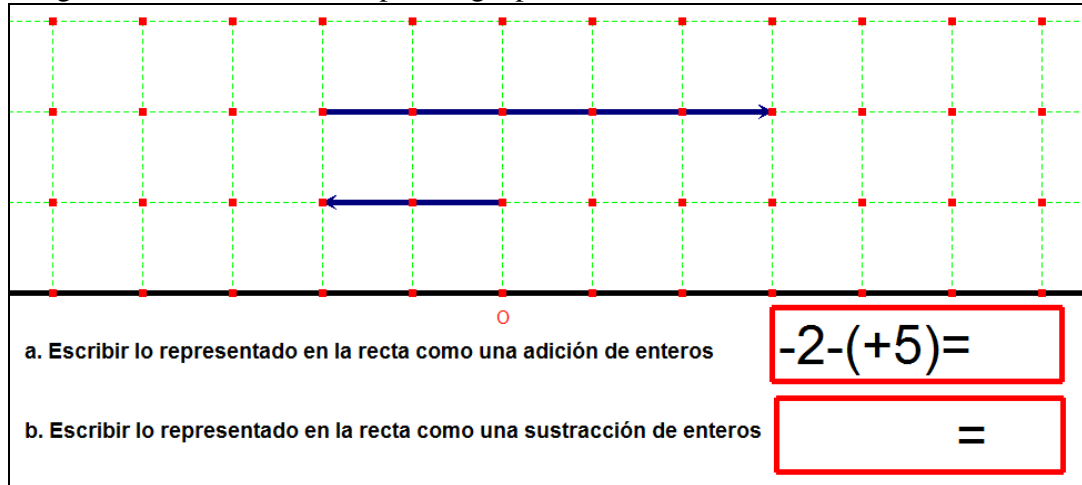 O
a. Escribir lo representado en la recta como una adición de enteros
-2-(+5)=
b. Escribir lo representado en la recta como una sustracción de enteros
=